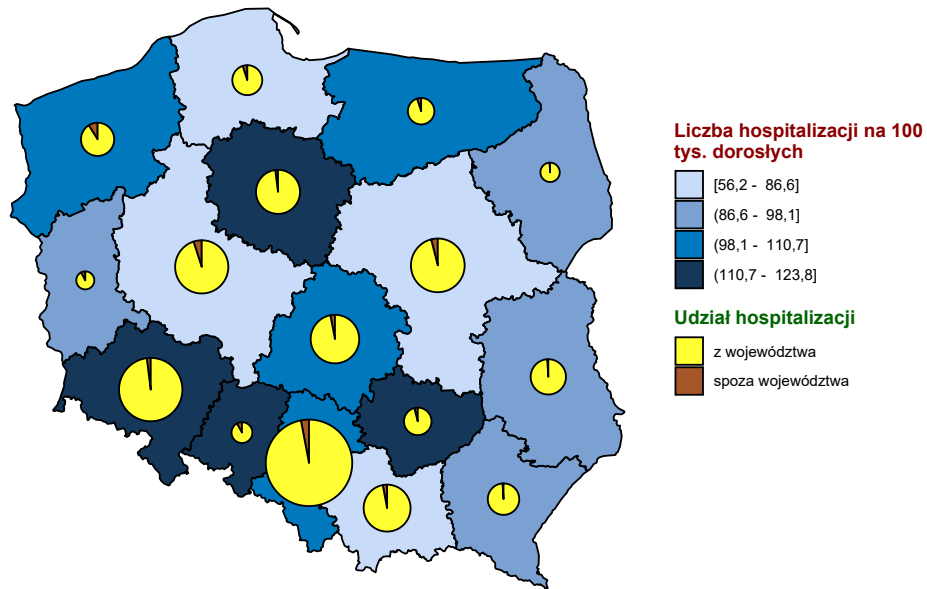 Liczba hospitalizacji na 100
tys. dorosłych
[56,2 - 86,6]
(86,6 - 98,1]
(98,1 - 110,7]
(110,7 - 123,8]
Udział hospitalizacji
z województwa
spoza województwa